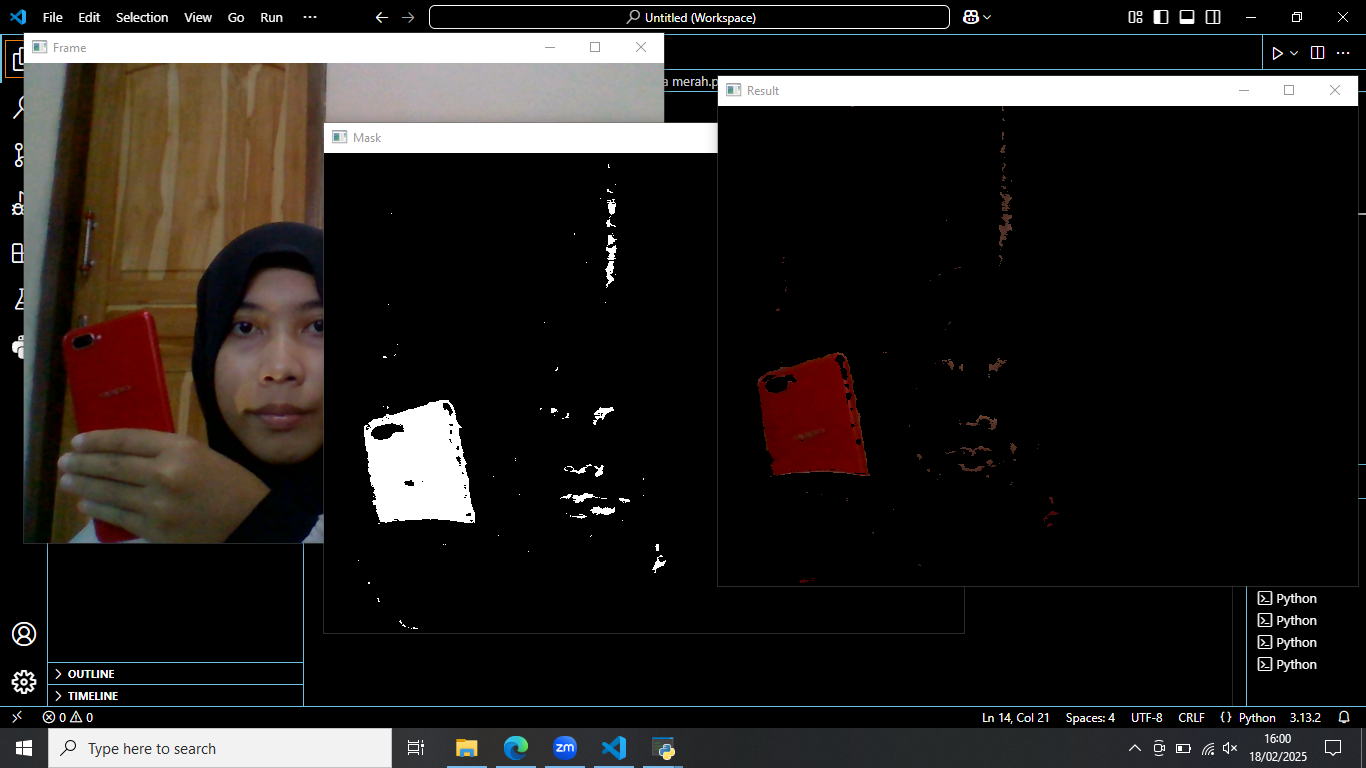 File Edit Selection View Go Run ···
Untitled (Workspace)
Frame
a merah.p
Result
Mask
Python
Python
Python
Python
OUTLINE
TIMELINE
0 0
Ln 14, Col 21 Spaces: 4 UTF-8 CRLF {} Python 3.13.2
Type here to search
zm
16:00
18/02/2025